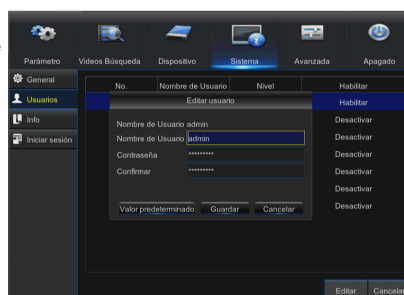 Parámetro Vídeos Búsqueda Dispositivo Sistema Avanzada Apagado
General
Usuarios
Info
Iniciar sesión
No. Nombre de Usuario Nivel Habilitar
Habilitar
Editar usuario
Nombre de Usuario admin
Nombre de Usuario admin
Contraseña *********
Confirmar *********
Valor predeterminado Guardar Cancelar
Desactivar
Desactivar
Desactivar
Desactivar
Desactivar
Desactivar
Editar Cancelar